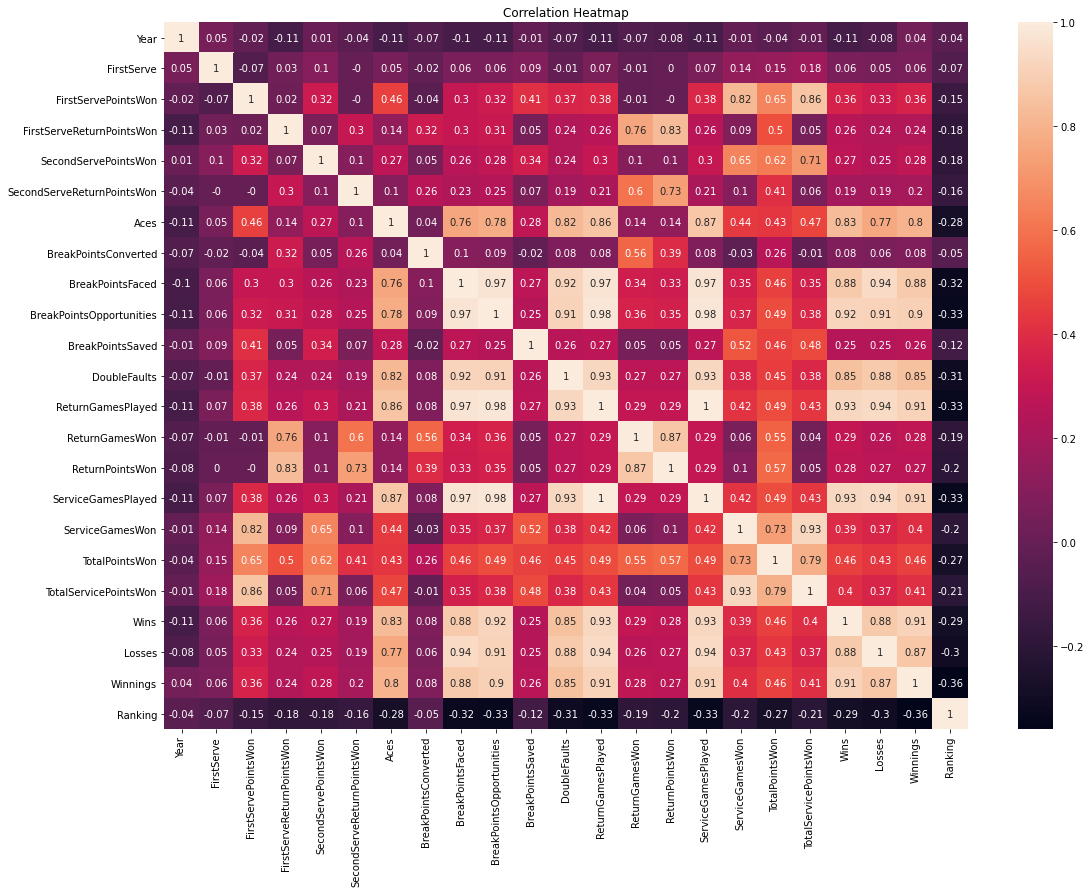 Correlation Heatmap
Year 1 0.05 -0.02 -0.11 0.01 -0.04 -0.11 -0.07 -0.1 -0.11 -0.01 -0.07 -0.11 -0.07 -0.08 -0.11 -0.01 -0.04 -0.01 -0.11 -0.08 0.04 -0.04
FirstServe 0.05 1 -0.07 0.03 0.1 -0 0.05 -0.02 0.06 0.06 0.09 -0.01 0.07 -0.01 0 0.07 0.14 0.15 0.18 0.06 0.05 0.06 -0.07
FirstServePointsWon -0.02 -0.07 1 0.02 0.32 -0 0.46 -0.04 0.3 0.32 0.41 0.37 0.38 -0.01 -0 0.38 0.82 0.65 0.86 0.36 0.33 0.36 -0.15
FirstServeReturnPointsWon -0.11 0.03 0.02 1 0.07 0.3 0.14 0.32 0.3 0.31 0.05 0.24 0.26 0.76 0.83 0.26 0.09 0.5 0.05 0.26 0.24 0.24 -0.18
SecondServePointsWon 0.01 0.1 0.32 0.07 1 0.1 0.27 0.05 0.26 0.28 0.34 0.24 0.3 0.1 0.1 0.3 0.65 0.62 0.71 0.27 0.25 0.28 -0.18
SecondServeReturnPointsWon -0.04 -0 -0 0.3 0.1 1 0.1 0.26 0.23 0.25 0.07 0.19 0.21 0.6 0.73 0.21 0.1 0.41 0.06 0.19 0.19 0.2 -0.16
Aces -0.11 0.05 0.46 0.14 0.27 0.1 1 0.04 0.76 0.78 0.28 0.82 0.86 0.14 0.14 0.87 0.44 0.43 0.47 0.83 0.77 0.8 -0.28
BreakPointsConverted -0.07 -0.02 -0.04 0.32 0.05 0.26 0.04 1 0.1 0.09 -0.02 0.08 0.08 0.56 0.39 0.08 -0.03 0.26 -0.01 0.08 0.06 0.08 -0.05
BreakPointsFaced -0.1 0.06 0.3 0.3 0.26 0.23 0.76 0.1 1 0.97 0.27 0.92 0.97 0.34 0.33 0.97 0.35 0.46 0.35 0.88 0.94 0.88 -0.32
BreakPointsOpportunities -0.11 0.06 0.32 0.31 0.28 0.25 0.78 0.09 0.97 1 0.25 0.91 0.98 0.36 0.35 0.98 0.37 0.49 0.38 0.92 0.91 0.9 -0.33
BreakPointsSaved -0.01 0.09 0.41 0.05 0.34 0.07 0.28 -0.02 0.27 0.25 1 0.26 0.27 0.05 0.05 0.27 0.52 0.46 0.48 0.25 0.25 0.26 -0.12
DoubleFaults -0.07 -0.01 0.37 0.24 0.24 0.19 0.82 0.08 0.92 0.91 0.26 1 0.93 0.27 0.27 0.93 0.38 0.45 0.38 0.85 0.88 0.85 -0.31
ReturnGamesPlayed -0.11 0.07 0.38 0.26 0.3 0.21 0.86 0.08 0.97 0.98 0.27 0.93 1 0.29 0.29 1 0.42 0.49 0.43 0.93 0.94 0.91 -0.33
ReturnGamesWon -0.07 -0.01 -0.01 0.76 0.1 0.6 0.14 0.56 0.34 0.36 0.05 0.27 0.29 1 0.87 0.29 0.06 0.55 0.04 0.29 0.26 0.28 -0.19
ReturnPointsWon -0.08 0 -0 0.83 0.1 0.73 0.14 0.39 0.33 0.35 0.05 0.27 0.29 0.87 1 0.29 0.1 0.57 0.05 0.28 0.27 0.27 -0.2
ServiceGamesPlayed -0.11 0.07 0.38 0.26 0.3 0.21 0.87 0.08 0.97 0.98 0.27 0.93 1 0.29 0.29 1 0.42 0.49 0.43 0.93 0.94 0.91 -0.33
ServiceGamesWon -0.01 0.14 0.82 0.09 0.65 0.1 0.44 -0.03 0.35 0.37 0.52 0.38 0.42 0.06 0.1 0.42 1 0.73 0.93 0.39 0.37 0.4 -0.2
TotalPointsWon -0.04 0.15 0.65 0.5 0.62 0.41 0.43 0.26 0.46 0.49 0.46 0.45 0.49 0.55 0.57 0.49 0.73 1 0.79 0.46 0.43 0.46 -0.27
TotalServicePointsWon -0.01 0.18 0.86 0.05 0.71 0.06 0.47 -0.01 0.35 0.38 0.48 0.38 0.43 0.04 0.05 0.43 0.93 0.79 1 0.4 0.37 0.41 -0.21
Wins -0.11 0.06 0.36 0.26 0.27 0.19 0.83 0.08 0.88 0.92 0.25 0.85 0.93 0.29 0.28 0.93 0.39 0.46 0.4 1 0.88 0.91 -0.29
Losses -0.08 0.05 0.33 0.24 0.25 0.19 0.77 0.06 0.94 0.91 0.25 0.88 0.94 0.26 0.27 0.94 0.37 0.43 0.37 0.88 1 0.87 -0.3
Winnings 0.04 0.06 0.36 0.24 0.28 0.2 0.8 0.08 0.88 0.9 0.26 0.85 0.91 0.28 0.27 0.91 0.4 0.46 0.41 0.91 0.87 1 -0.36
Ranking -0.04 -0.07 -0.15 -0.18 -0.18 -0.16 -0.28 -0.05 -0.32 -0.33 -0.12 -0.31 -0.33 -0.19 -0.2 -0.33 -0.2 -0.27 -0.21 -0.29 -0.3 -0.36 1
Year
FirstServe
FirstServePointsWon
FirstServeReturnPointsWon
SecondServePointsWon
SecondServeReturnPointsWon
Aces
BreakPointsConverted
BreakPointsFaced
BreakPointsOpportunities
BreakPointsSaved
DoubleFaults
ReturnGamesPlayed
ReturnGamesWon
ReturnPointsWon
ServiceGamesPlayed
ServiceGamesWon
TotalPointsWon
TotalServicePointsWon
Wins
Losses
Winnings
Ranking
1.0
0.8
0.6
0.4
0.2
0.0
−0.2